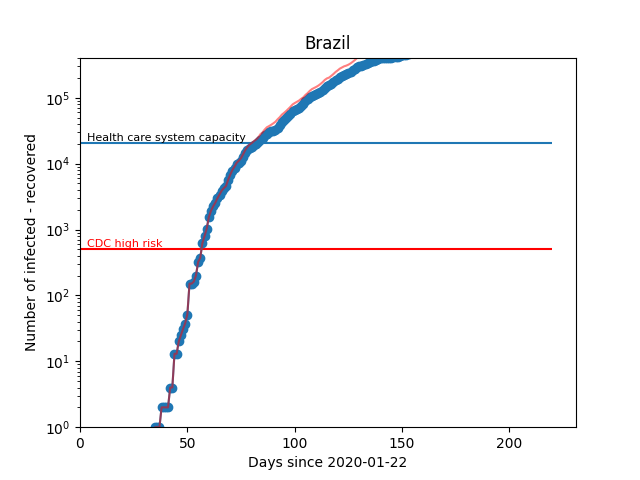 Brazil
Number of infected - recovered
10^5
10^4
10^3
10^2
10^1
10^0
Health care system capacity
CDC high risk
0 50 100 150 200
Days since 2020-01-22